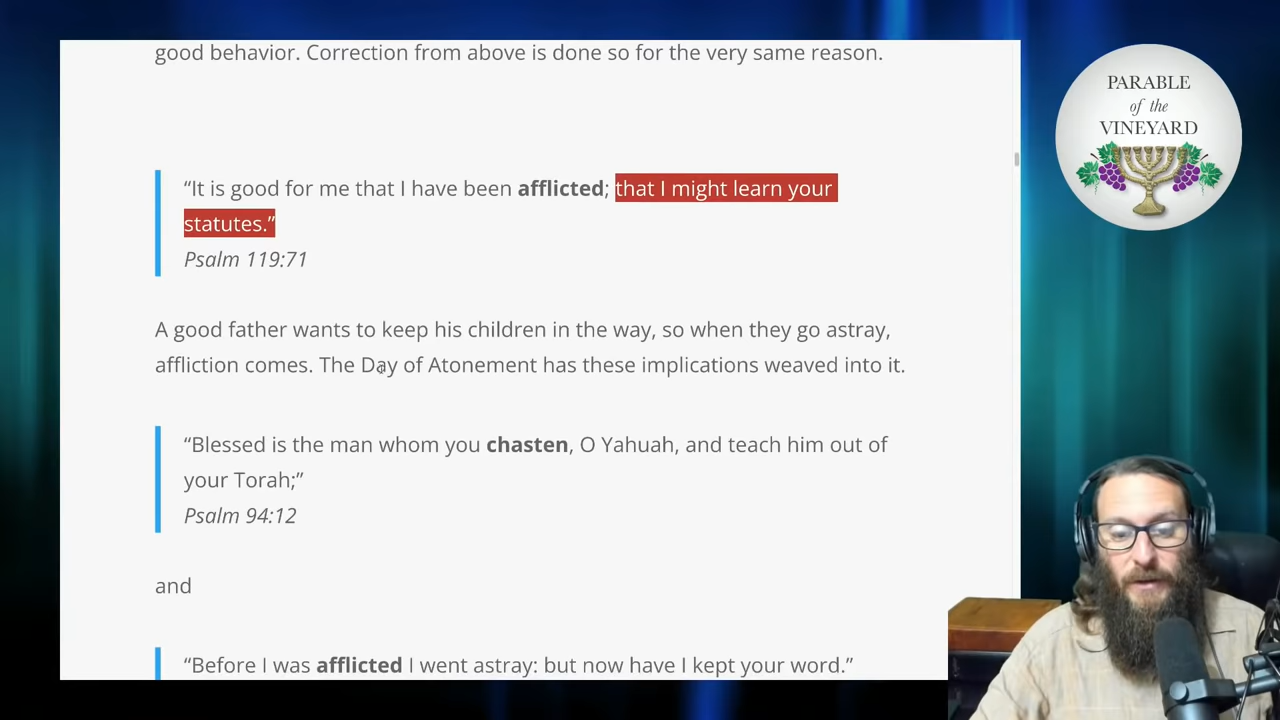 good behavior. Correction from above is done so for the very same reason.
“It is good for me that I have been afflicted; that I might learn your
statutes.”
Psalm 119:71
A good father wants to keep his children in the way, so when they go astray,
affliction comes. The Day of Atonement has these implications weaved into it.
“Blessed is the man whom you chasten, O Yahuah, and teach him out of
your Torah;”
Psalm 94:12
and
“Before I was afflicted I went astray: but now have I kept your word.”
PARABLE
of the
VINEYARD